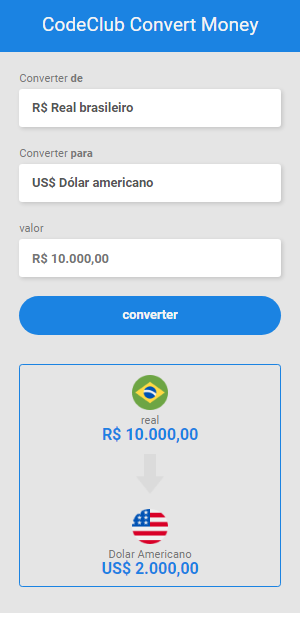 CodeClub Convert Money
Converter de
R$ Real brasileiro
Converter para
US$ Dólar americano
valor
R$ 10.000,00
converter
real
R$ 10.000,00
Dolar Americano
US$ 2.000,00